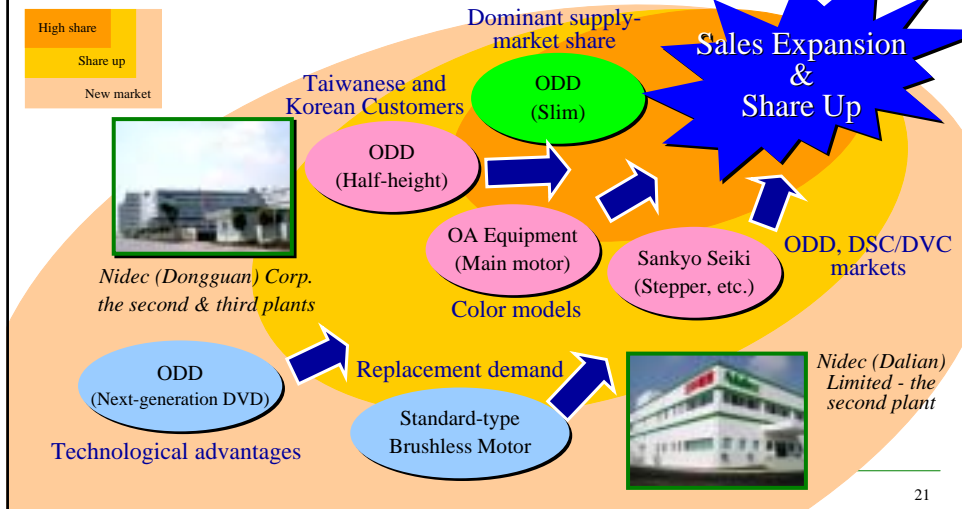 High share
Share up
New market
Dominant supply-
market share
Sales Expansion
&
Share Up
Taiwanese and
Korean Customers
ODD
(Slim)
ODD
(Half-height)
OA Equipment
(Main motor)
Color models
Sankyo Seiki
(Stepper, etc.)
ODD, DSC/DVC
markets
Nidec (Dongguan) Corp.
the second & third plants
ODD
(Next-generation DVD)
Technological advantages
Replacement demand
Standard-type
Brushless Motor
Nidec (Dalian)
Limited - the
second plant
21